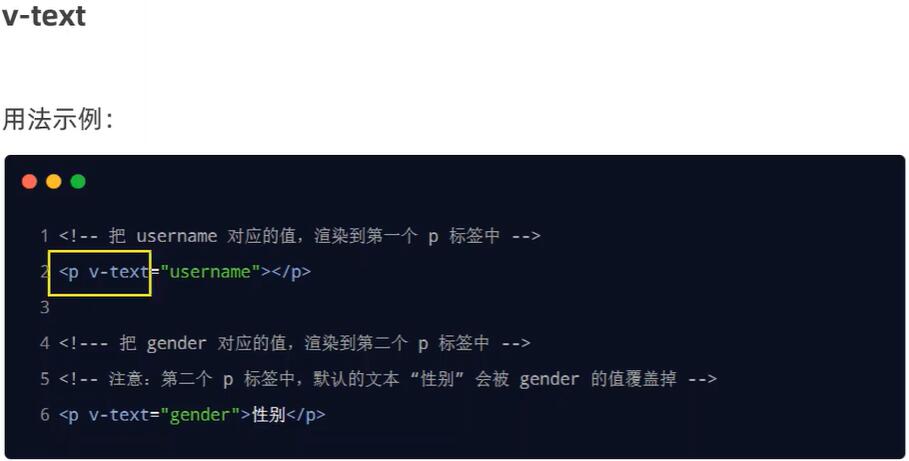 v-text
用法示例：
1 <!-- 把 username 对应的值，渲染到第一个 p 标签中 -->
2 <p v-text="username"></p>
3
4 <!--- 把 gender 对应的值，渲染到第二个 p 标签中 -->
5 <!-- 注意：第二个 p 标签中，默认的文本 “性别” 会被 gender 的值覆盖掉 -->
6 <p v-text="gender">性别</p>